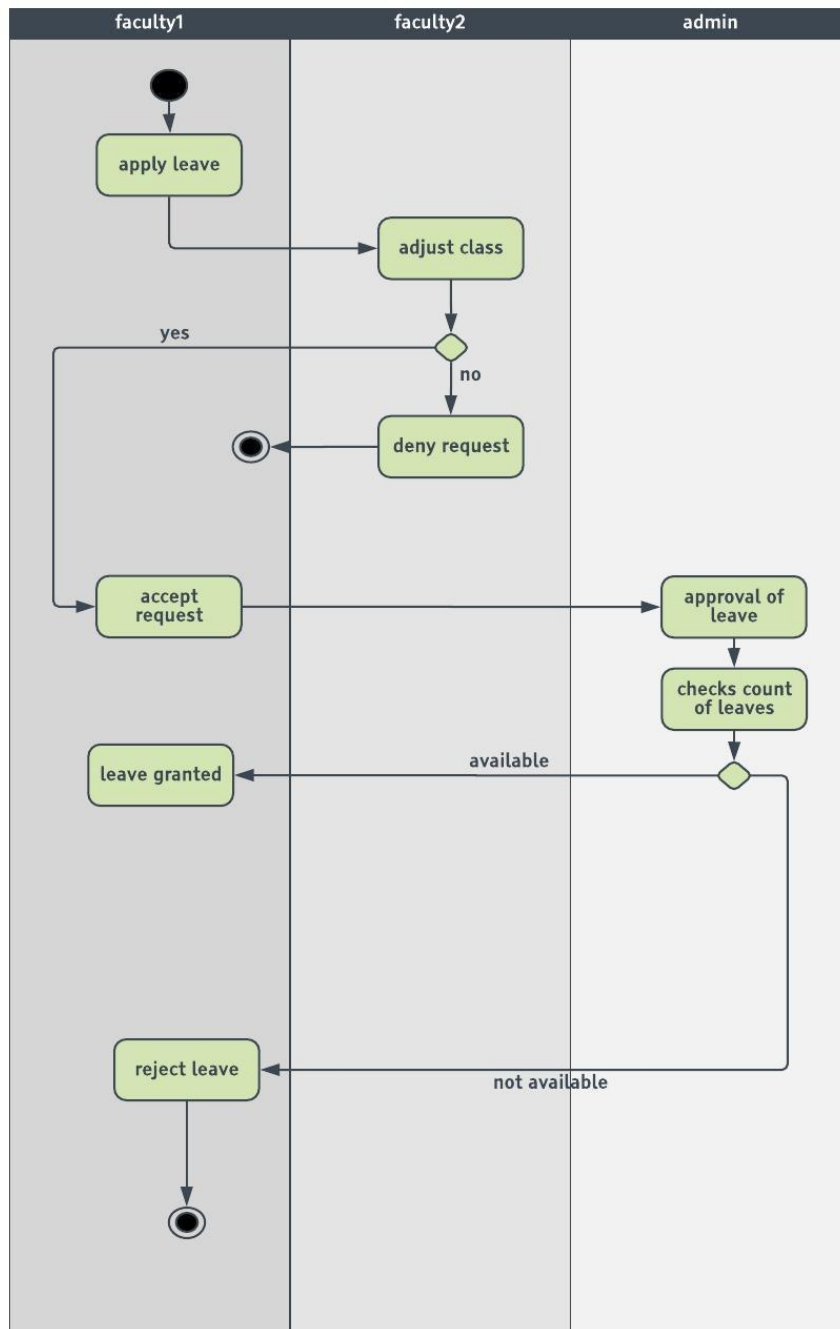 faculty1
faculty2
admin
apply leave
adjust class
yes
no
deny request
accept
request
approval of
leave
checks count
of leaves
available
leave granted
reject leave
not available